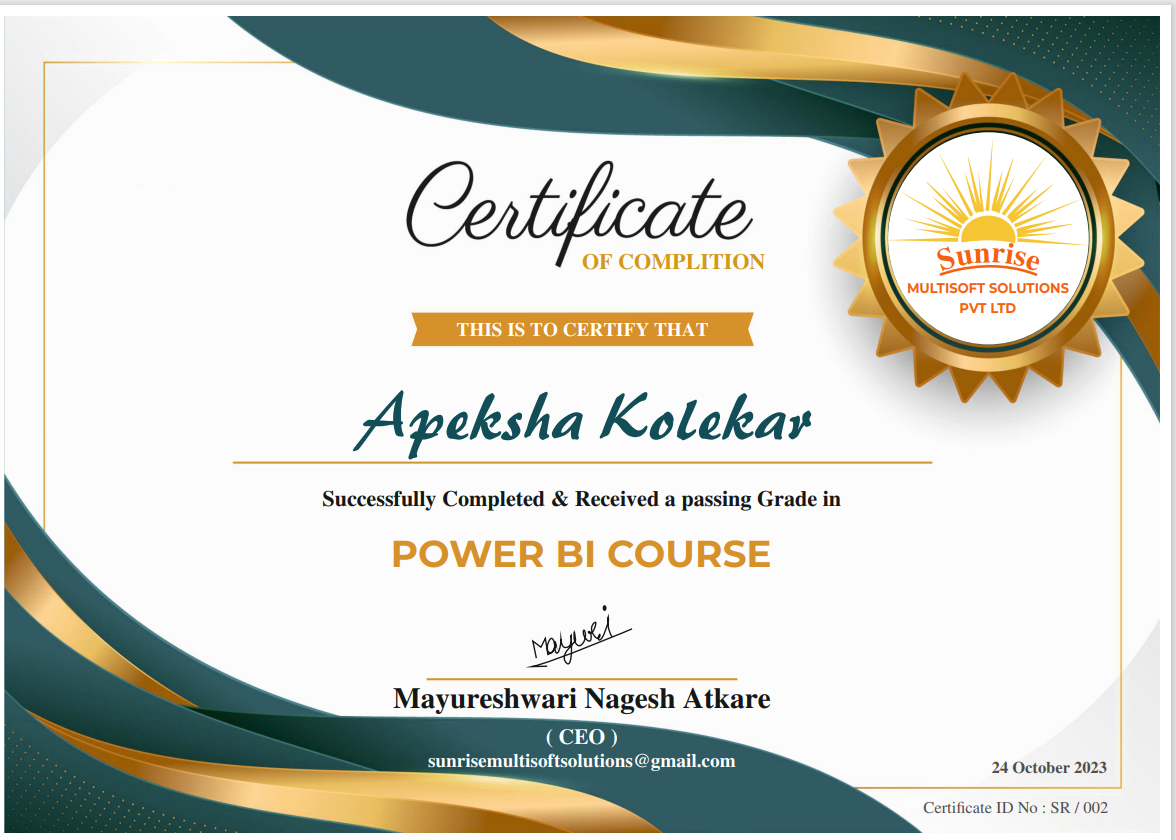 Certificate
OF COMPLITION
Sunrise
MULTISOFT SOLUTIONS
PVT LTD
THIS IS TO CERTIFY THAT
Apeksha Kolekar
Successfully Completed & Received a passing Grade in
POWER BI COURSE
Mayuri
Mayureshwari Nagesh Atkare
( CEO )
sunrisemultisoftsolutions@gmail.com
24 October 2023
Certificate ID No : SR / 002